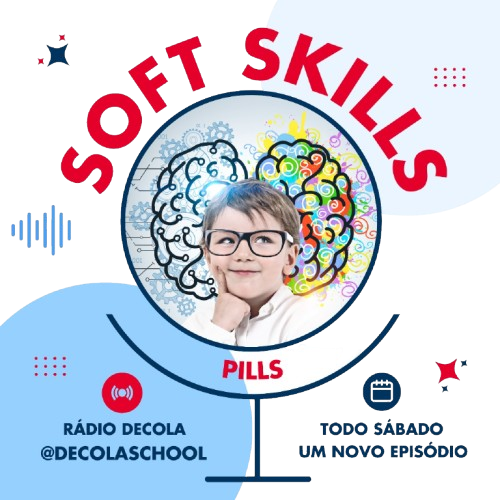 SOFT SKILLS
PILLS
RÁDIO DECOLA
@DECOLASCHOOL
TODO SÁBADO
UM NOVO EPISÓDIO